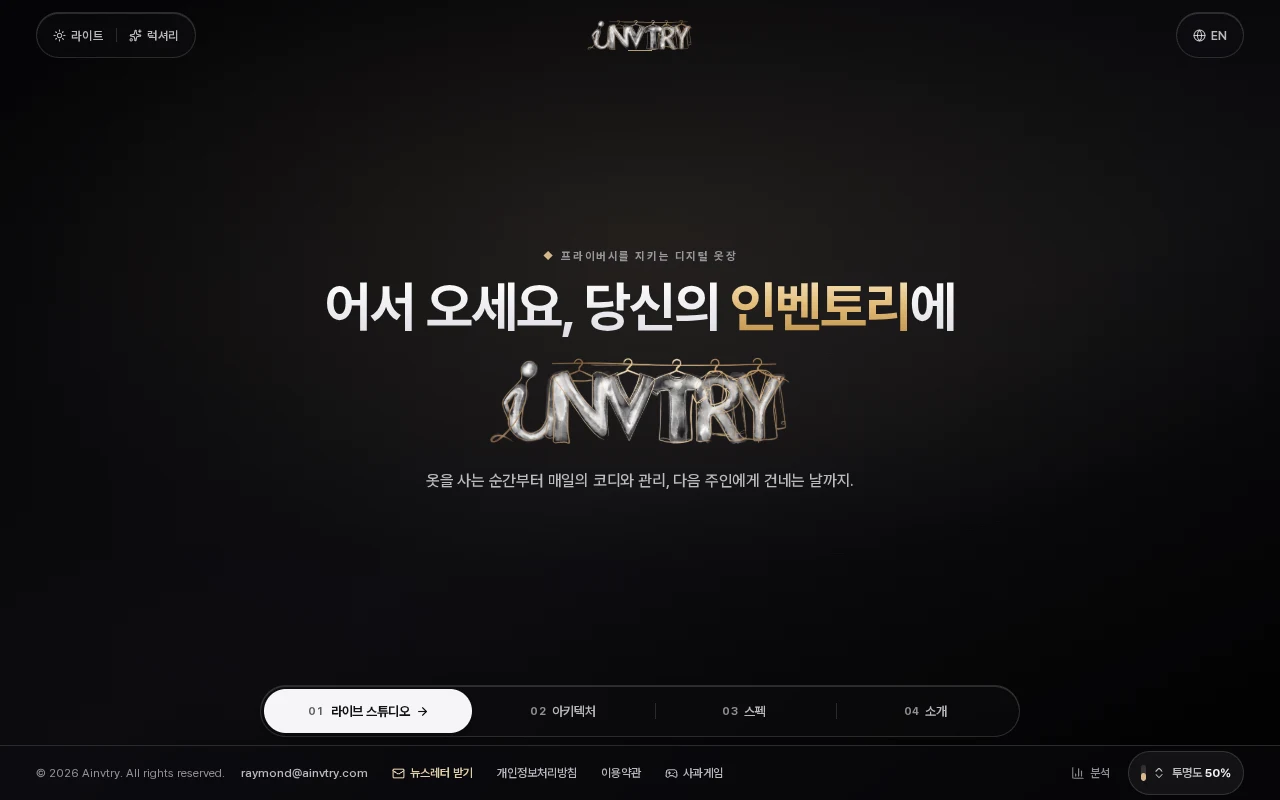 라이트 럭셔리
iNVTRY
EN
◆ 프라이버시를 지키는 디지털 옷장
어서 오세요, 당신의 인벤토리에
iNVTRY
옷을 사는 순간부터 매일의 코디와 관리, 다음 주인에게 건네는 날까지.
01 라이브 스튜디오 →
02 아키텍처
03 스펙
04 소개
© 2026 Ainvtry. All rights reserved. raymond@ainvtry.com 뉴스레터 받기 개인정보처리방침 이용약관 사과게임 분석 투명도 50%